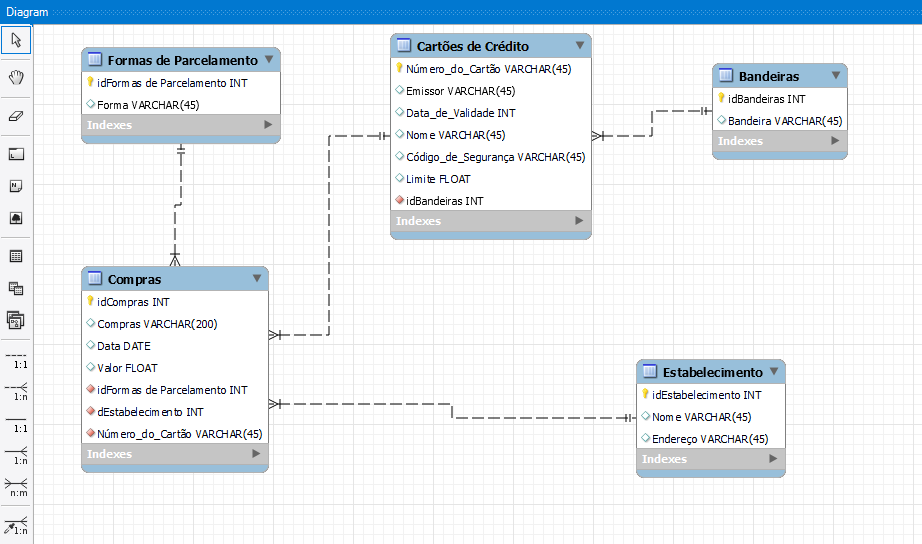 Diagram
Formas de Parcelamento
idFormas de Parcelamento INT
Forma VARCHAR(45)
Indexes
Cartões de Crédito
Número_do_Cartão VARCHAR(45)
Emissor VARCHAR(45)
Data_de_Validade INT
Nome VARCHAR(45)
Código_de_Segurança VARCHAR(45)
Limite FLOAT
idBandeiras INT
Indexes
Bandeiras
idBandeiras INT
Bandeira VARCHAR(45)
Indexes
Compras
idCompras INT
Compras VARCHAR(200)
Data DATE
Valor FLOAT
idFormas de Parcelamento INT
dEstabelecimento INT
Número_do_Cartão VARCHAR(45)
Indexes
Estabelecimento
idEstabelecimento INT
Nome VARCHAR(45)
Endereço VARCHAR(45)
Indexes
1:1
1:n
1:1
1:n
n:m
1:n